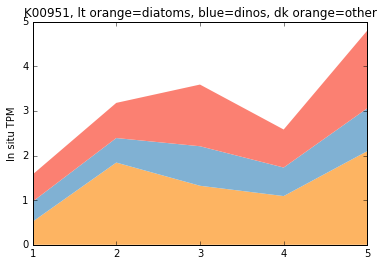 K00951, lt orange=diatoms, blue=dinos, dk orange=other
In situ TPM
5
4
3
2
1
0
1 2 3 4 5